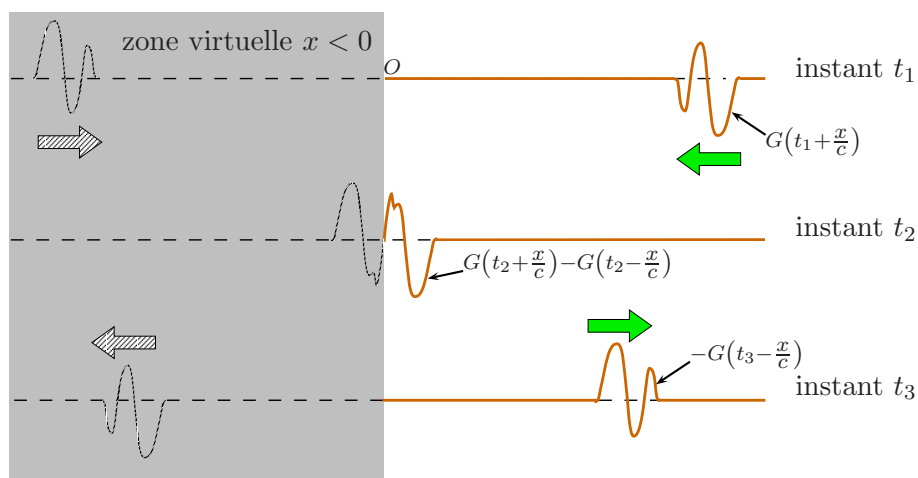 zone virtuelle x < 0
O
instant t₁
G(t₁+x/c)
instant t₂
G(t₂+x/c)−G(t₂−x/c)
−G(t₃−x/c)
instant t₃